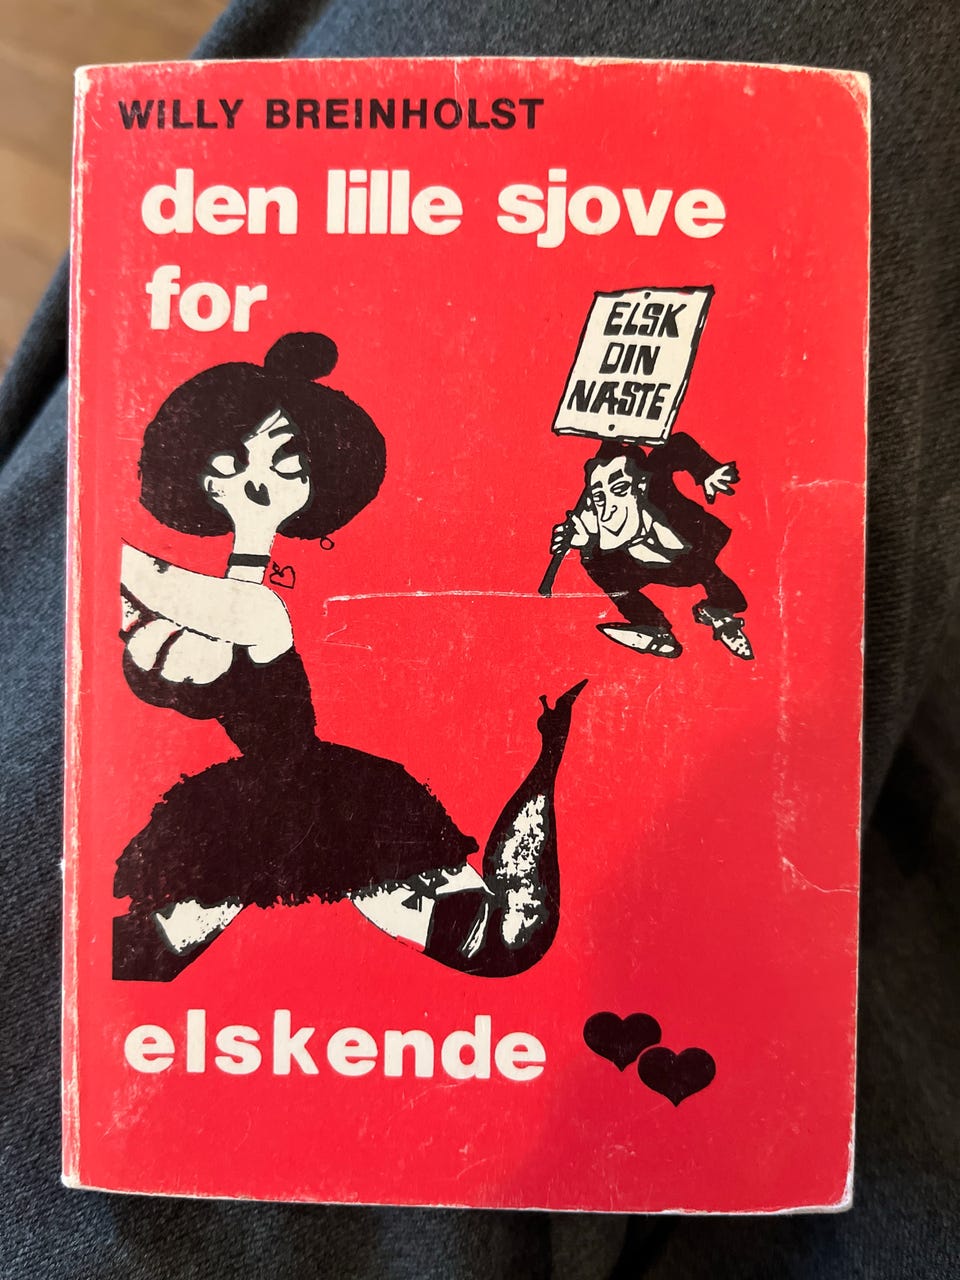 WILLY BREINHOLST
den lille sjove
for
ELSK
DIN
NÆSTE
elskende